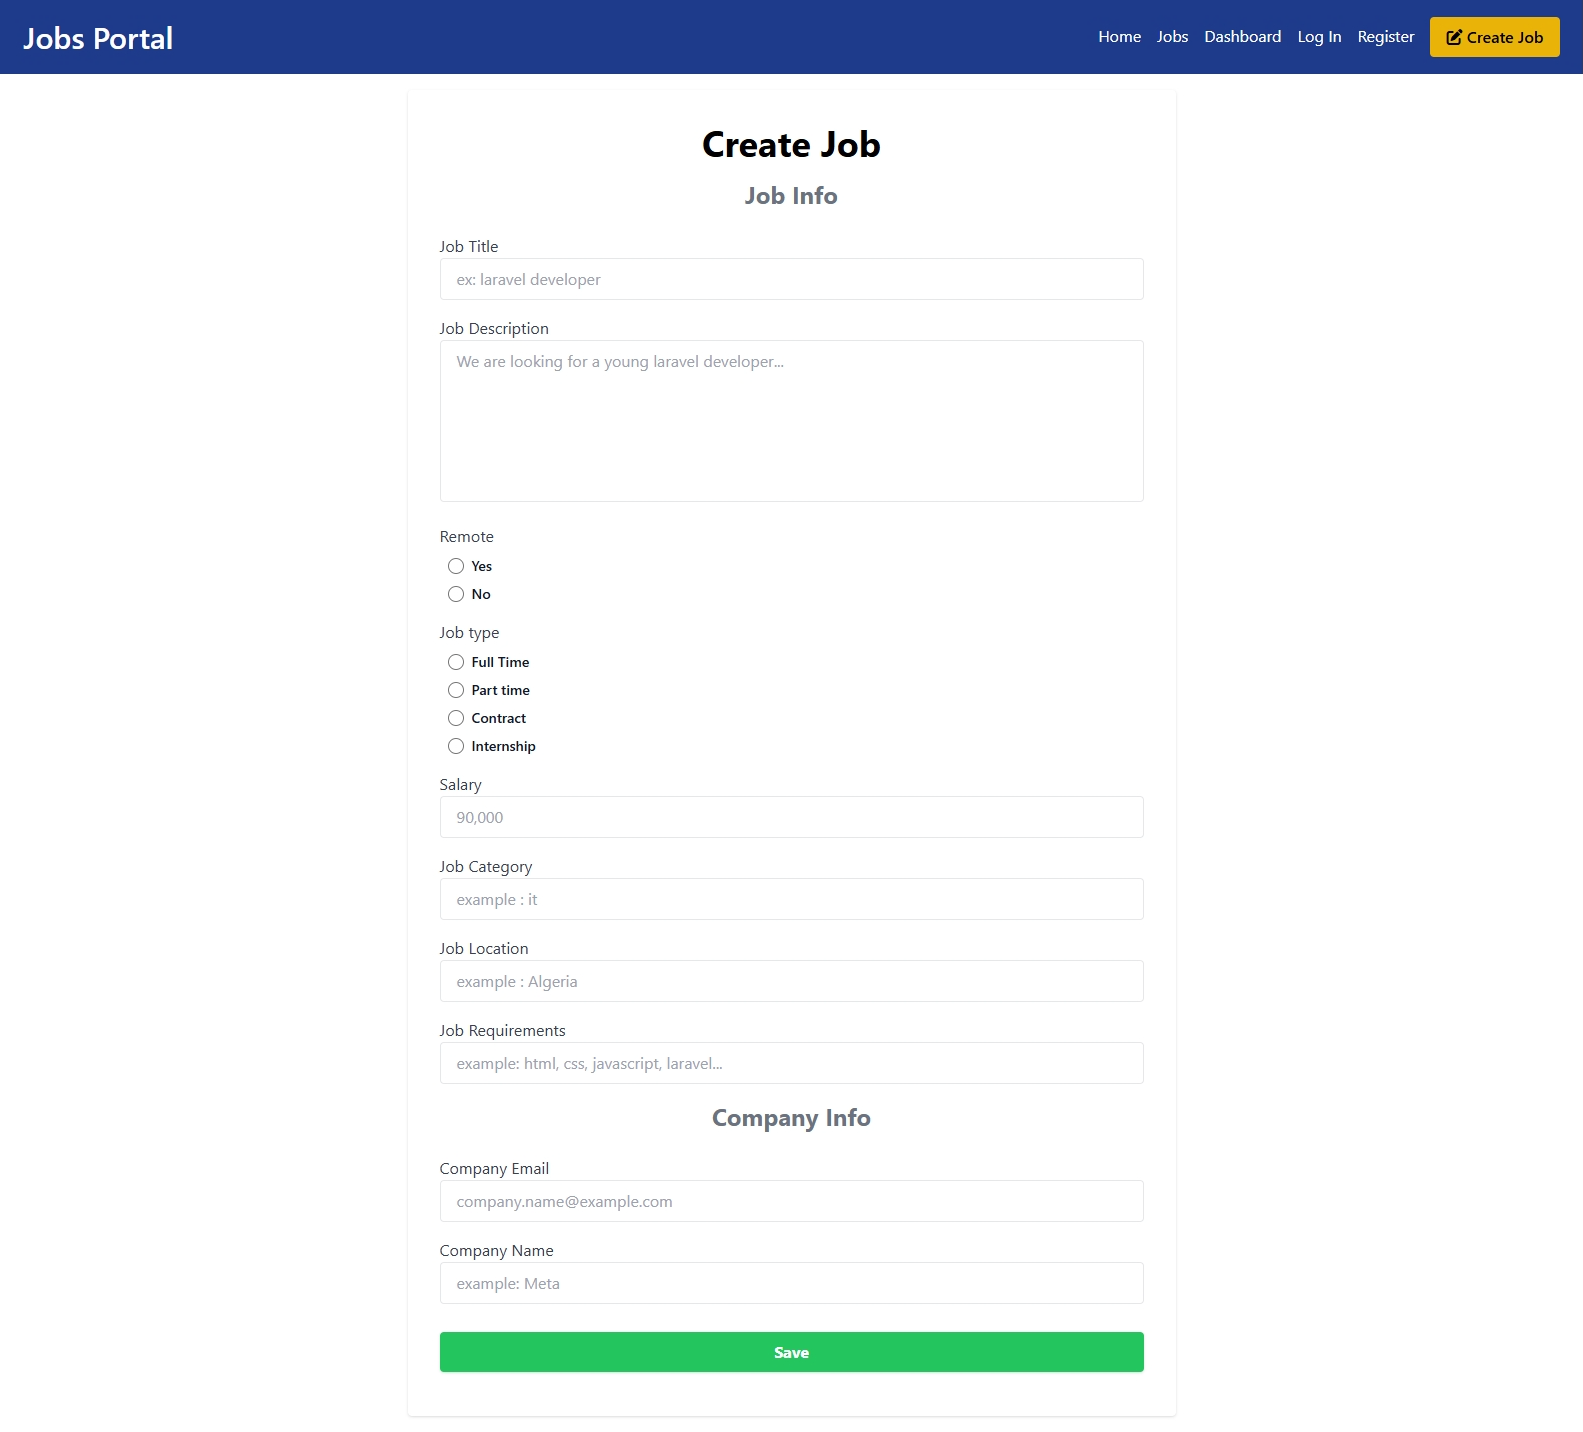 Jobs Portal
Home Jobs Dashboard Log In Register Create Job
Create Job
Job Info
Job Title
ex: laravel developer
Job Description
We are looking for a young laravel developer...
Remote
Yes
No
Job type
Full Time
Part time
Contract
Internship
Salary
90,000
Job Category
example : it
Job Location
example : Algeria
Job Requirements
example: html, css, javascript, laravel...
Company Info
Company Email
company.name@example.com
Company Name
example: Meta
Save